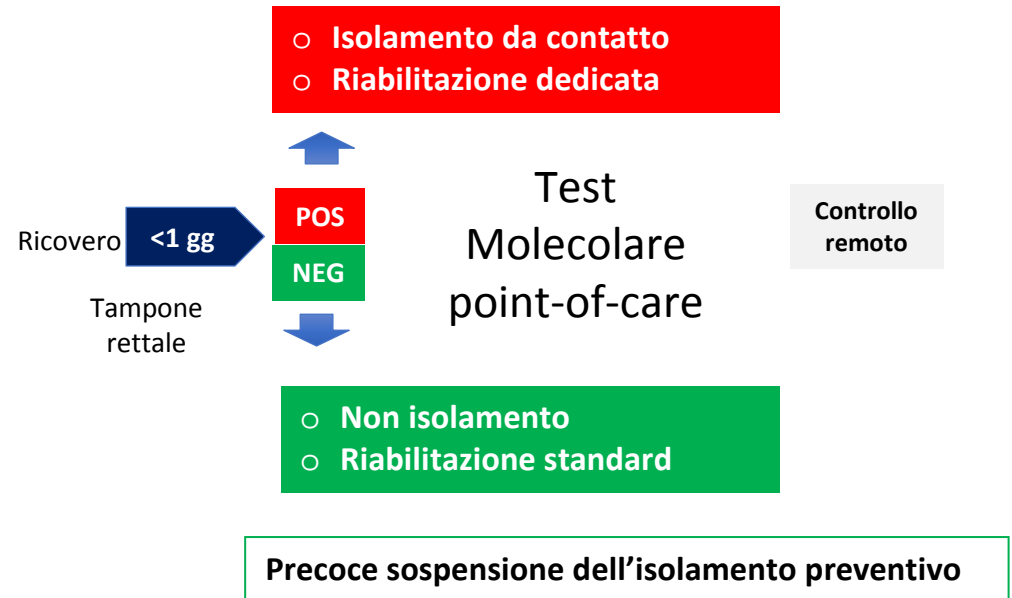 o Isolamento da contatto
o Riabilitazione dedicata
Ricovero
<1 gg
POS
NEG
Tampone
rettale
Test
Molecolare
point-of-care
Controllo
remoto
o Non isolamento
o Riabilitazione standard
Precoce sospensione dell’isolamento preventivo